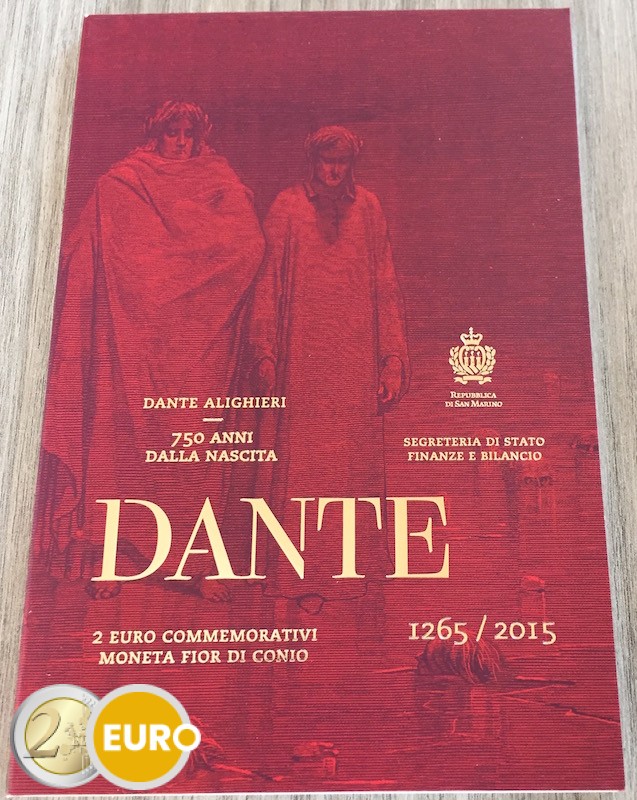 DANTE ALIGHIERI
750 ANNI
DALLA NASCITA
REPUBBLICA
DI SAN MARINO
SEGRETERIA DI STATO
FINANZE E BILANCIO
DANTE
2 EURO COMMEMORATIVI
MONETA FIOR DI CONIO
1265 / 2015
2 EURO